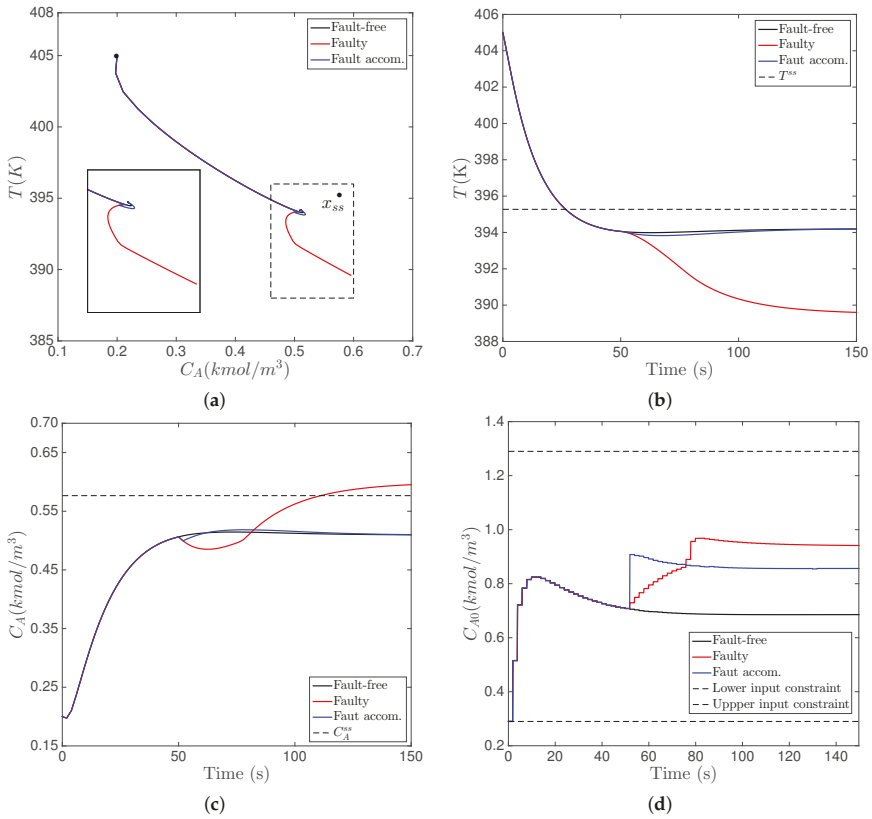 408
405
400
395
390
385
T(K)
0.1
0.2
0.3
0.4
0.5
0.6
0.7
C_A(kmol/m^3)
Fault-free
Faulty
Fault accom.
x_ss
(a)
406
404
402
400
398
396
394
392
390
388
T(K)
0
50
100
150
Time (s)
Fault-free
Faulty
Faut accom.
T^ss
(b)
0.70
0.60
0.50
0.40
0.30
0.20
0.15
C_A(kmol/m^3)
0
50
100
150
Time (s)
Fault-free
Faulty
Faut accom.
C_A^ss
(c)
1.4
1.2
1.0
0.8
0.6
0.4
0.2
C_A0(kmol/m^3)
0
20
40
60
80
100
120
140
Time (s)
Fault-free
Faulty
Faut accom.
Lower input constraint
Uppper input constraint
(d)